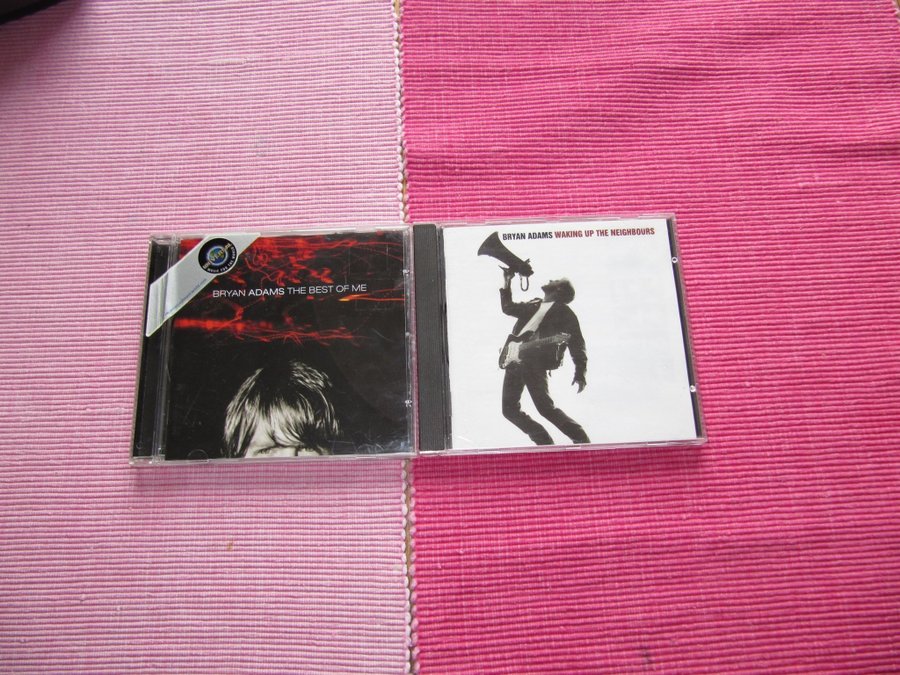 BRYAN ADAMS THE BEST OF ME
BRYAN ADAMS WAKING UP THE NEIGHBOURS